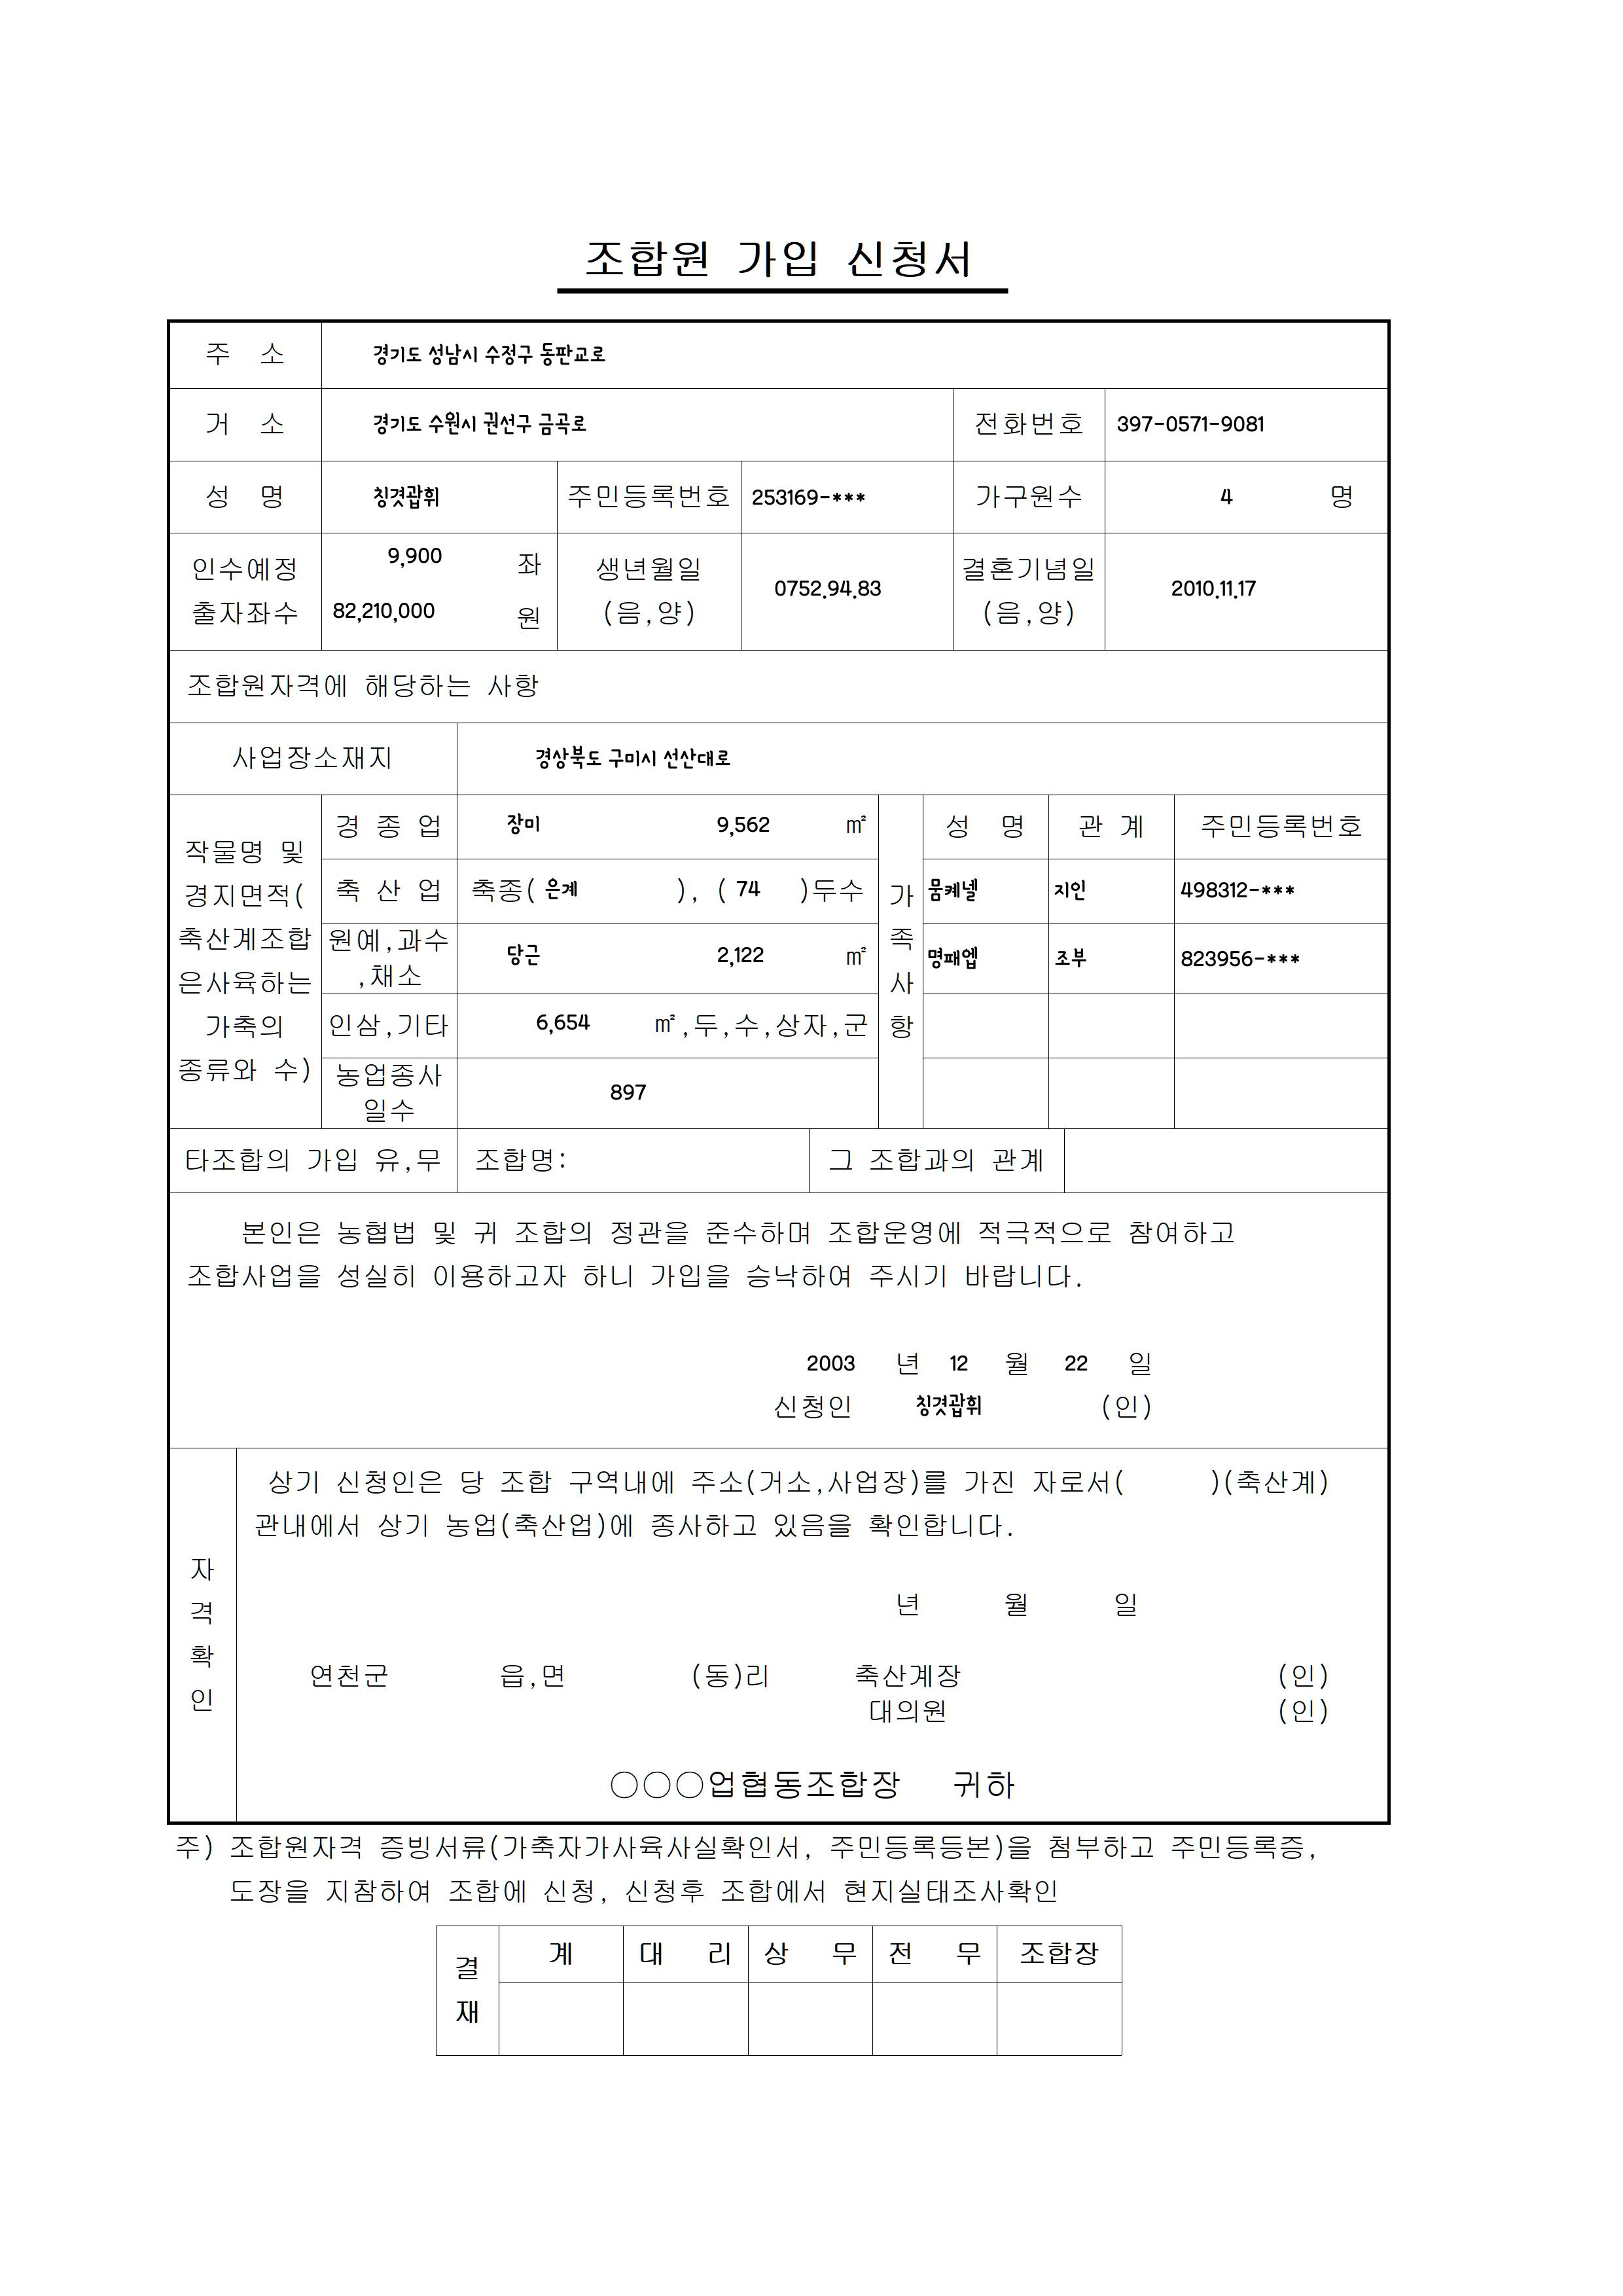 조합원 가입 신청서
주 소 경기도 성남시 수정구 동판교로
거 소 경기도 수원시 권선구 금곡로 전화번호 397-0571-9081
성 명 칭겻괍휘 주민등록번호 253169-*** 가구원수 4 명
인수예정 출자좌수 9,900 좌 82,210,000 원 생년월일 (음,양) 0752.94.83 결혼기념일 (음,양) 2010.11.17
조합원자격에 해당하는 사항
사업장소재지 경상북도 구미시 선산대로
작물명 및
경지면적(
축산계조합
은사육하는
가축의
종류와 수)
경 종 업 장미 9,562 ㎡
축 산 업 축종( 은계 ), ( 74 )두수
원예,과수
,채소 당근 2,122 ㎡
인삼,기타 6,654 ㎡,두,수,상자,군
농업종사
일수 897
가
족
사
항
성 명 관 계 주민등록번호
뭄켸넬 지인 498312-***
명패엡 조부 823956-***
타조합의 가입 유,무 조합명: 그 조합과의 관계
본인은 농협법 및 귀 조합의 정관을 준수하며 조합운영에 적극적으로 참여하고
조합사업을 성실히 이용하고자 하니 가입을 승낙하여 주시기 바랍니다.
2003 년 12 월 22 일
신청인 칭겻괍휘 (인)
자
격
확
인
상기 신청인은 당 조합 구역내에 주소(거소,사업장)를 가진 자로서( )(축산계)
관내에서 상기 농업(축산업)에 종사하고 있음을 확인합니다.
년 월 일
연천군 읍,면 (동)리 축산계장 (인)
대의원 (인)
○○○업협동조합장 귀하
주) 조합원자격 증빙서류(가축자가사육사실확인서, 주민등록등본)을 첨부하고 주민등록증,
도장을 지참하여 조합에 신청, 신청후 조합에서 현지실태조사확인
결
재
계 대 리 상 무 전 무 조합장